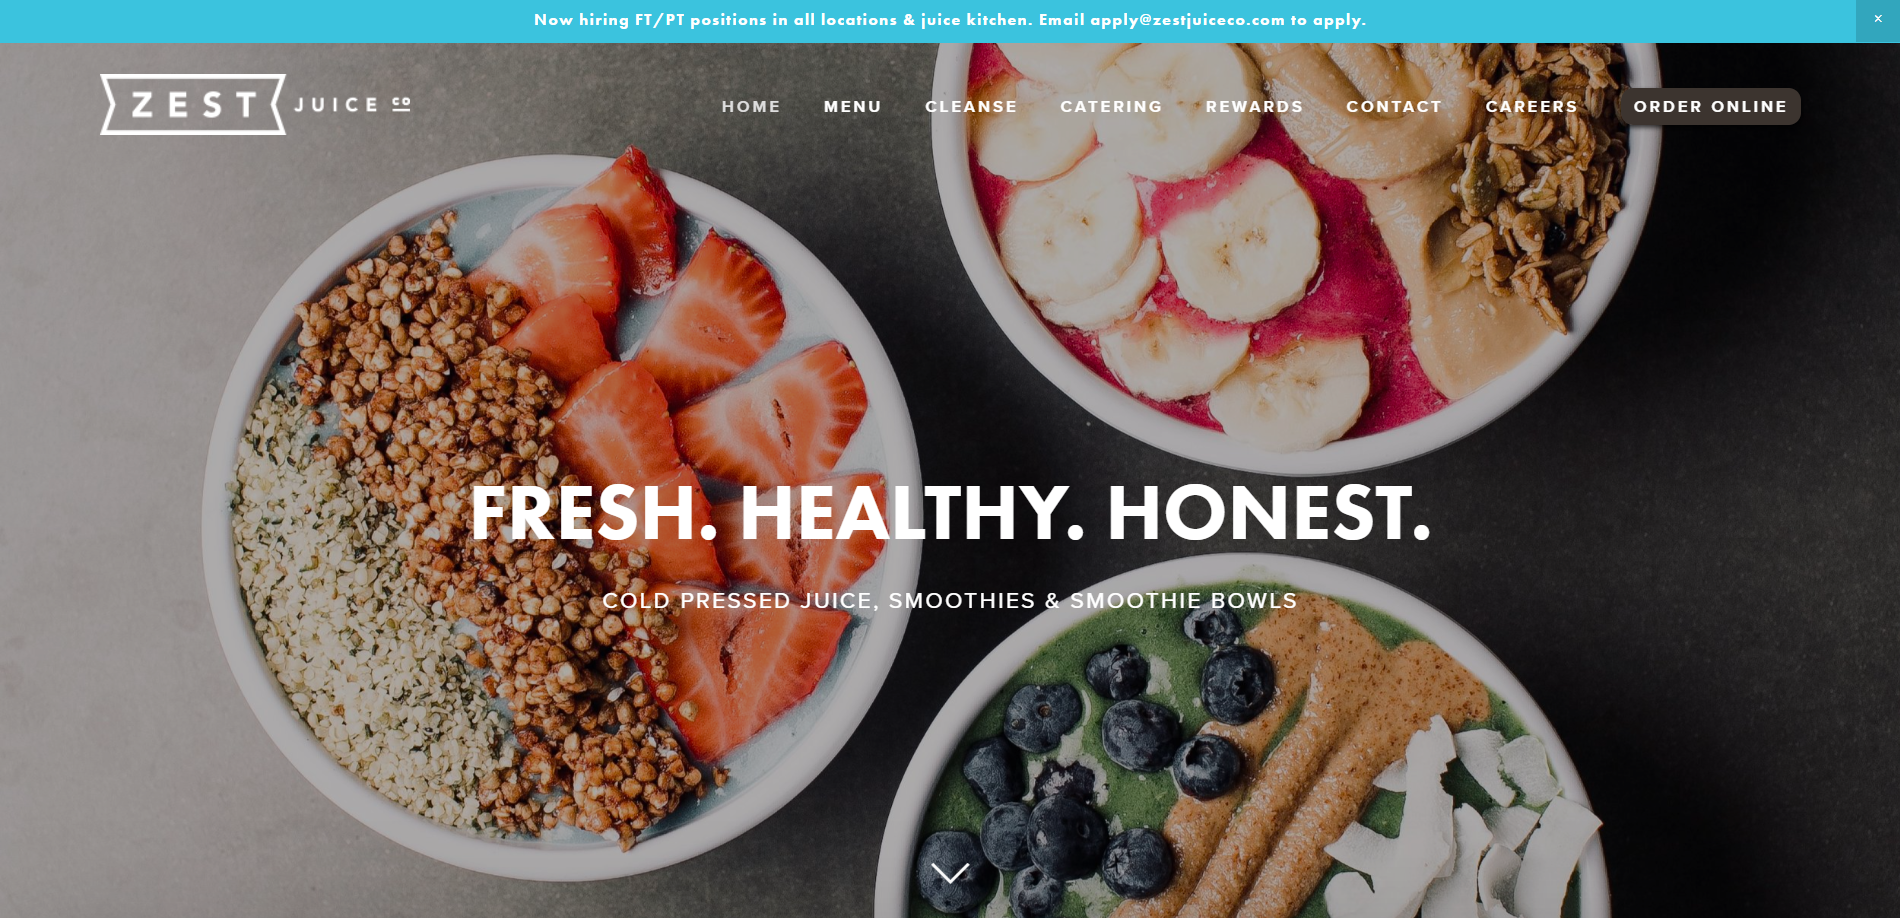 Now hiring FT/PT positions in all locations & juice kitchen. Email apply@zestjuiceco.com to apply.
×
ZEST JUICE CO
HOME MENU CLEANSE CATERING REWARDS CONTACT CAREERS ORDER ONLINE
FRESH. HEALTHY. HONEST.
COLD PRESSED JUICE, SMOOTHIES & SMOOTHIE BOWLS